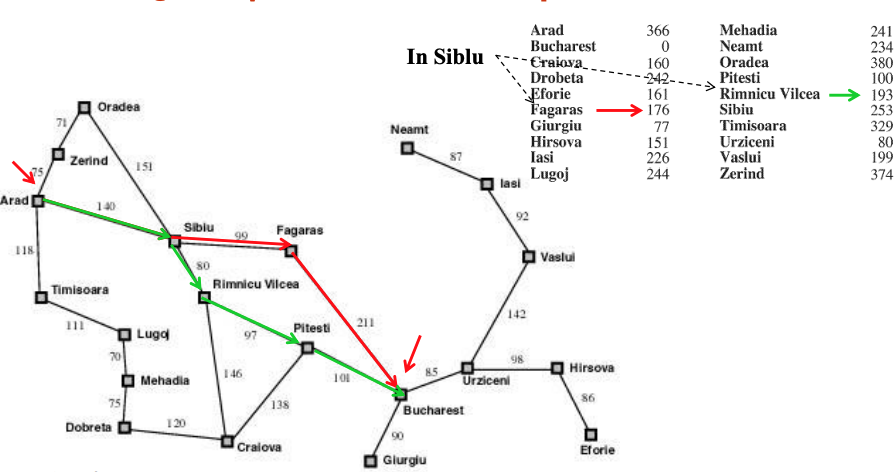 In Siblu
Arad 366 Mehadia 241
Bucharest 0 Neamt 234
Craiova 160 Oradea 380
Drobeta 242 Pitesti 100
Eforie 161 Rimnicu Vilcea 193
Fagaras 176 Sibiu 253
Giurgiu 77 Timisoara 329
Hirsova 151 Urziceni 80
Iasi 226 Vaslui 199
Lugoj 244 Zerind 374
Oradea
71
Zerind
75
151
Arad
140
Sibiu
99
Fagaras
118
80
Rimnicu Vilcea
Timisoara
111
Lugoj
70
Mehadia
75
Dobreta
120
Craiova
146
138
97
Pitesti
101
211
Bucharest
90
Giurgiu
85
Urziceni
98
Hirsova
86
Eforie
142
Vaslui
92
Iasi
87
Neamt